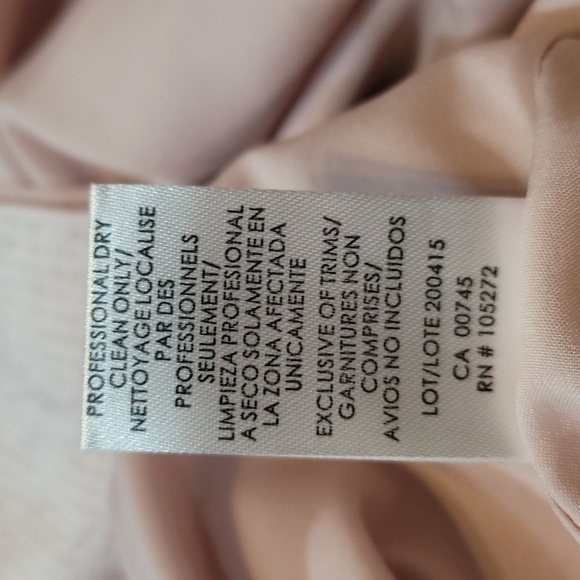 PROFESSIONAL DRY
CLEAN ONLY/
NETTOYAGE LOCALISE
PAR DES
PROFESSIONNELS
SEULEMENT/
LIMPIEZA PROFESIONAL
A SECO SOLAMENTE EN
LA ZONA AFECTADA
UNICAMENTE
EXCLUSIVE OF TRIMS/
GARNITURES NON
COMPRISES/
AVIOS NO INCLUIDOS
LOT/LOTE 200415
CA 00745
RN # 105272